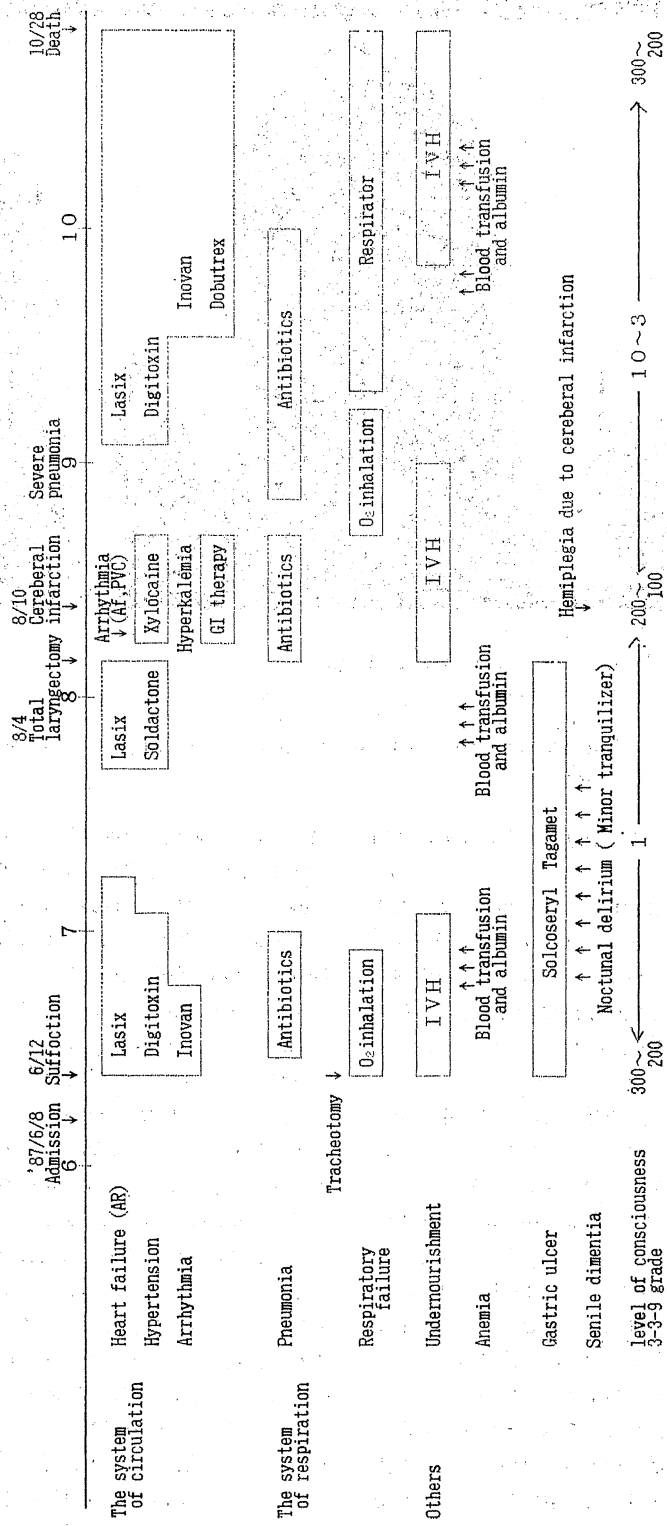 '87/6/8
Admission
6/12
Suffoction
8/4
Total
laryngectomy
8/10
Cerebral
infarction
Severe
pneumonia
10/28
Death
6
7
8
9
10
The system
of circulation
Heart failure (AR)
Hypertension
Arrhythmia
Lasix
Digitoxin
Inovan
Lasix
Soldactone
Arrhythmia
↓ (Af,PVC)
Xylocaine
Hyperkalemia
GI therapy
Lasix
Digitoxin
Inovan
Dobutrex
The system
of respiration
Pneumonia
Antibiotics
Antibiotics
Antibiotics
Tracheotomy
Respiratory
failure
O₂ inhalation
O₂ inhalation
Respirator
Others
Undernourishment
IVH
IVH
IVH
Anemia
↑ ↑ ↑
Blood transfusion
and albumin
↑ ↑ ↑
Blood transfusion
and albumin
↑ ↑ ↑ ↑ ↑
Blood transfusion
and albumin
Gastric ulcer
Solcoseryl Tagamet
Senile dimentia
↑ ↑ ↑ ↑ ↑ ↑ ↑ ↑
Noctunal delirium ( Minor tranquilizer)
Hemiplegia due to cerebral infarction
level of consciousness
3-3-9 grade
300~
200
1
200~
100
10~3
300~
200